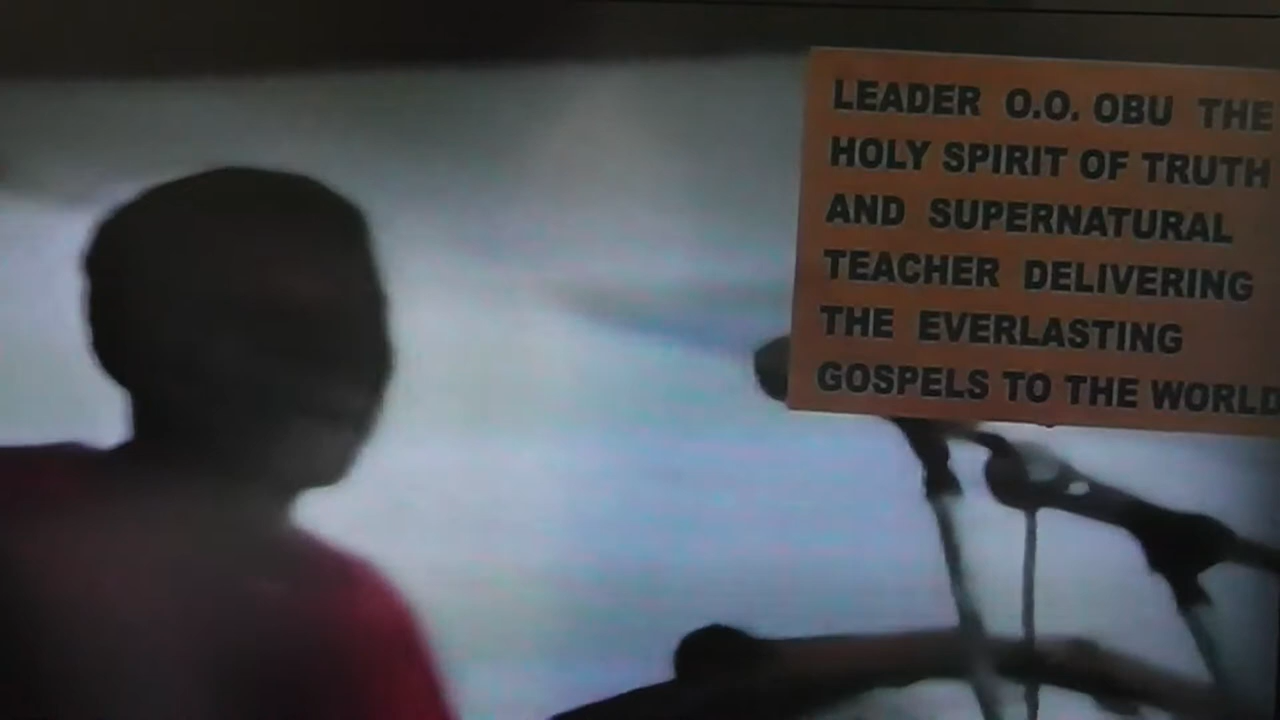 LEADER O.O. OBU THE
HOLY SPIRIT OF TRUTH
AND SUPERNATURAL
TEACHER DELIVERING
THE EVERLASTING
GOSPELS TO THE WORLD